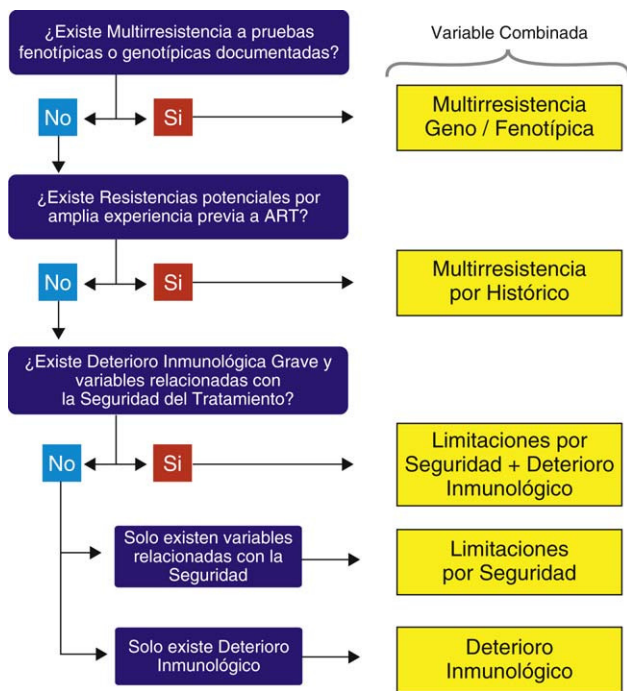 ¿Existe Multirresistencia a pruebas
fenotípicas o genotípicas documentadas?
Variable Combinada
No
Si
Multirresistencia
Geno / Fenotípica
¿Existe Resistencias potenciales por
amplia experiencia previa a ART?
No
Si
Multirresistencia
por Histórico
¿Existe Deterioro Inmunológica Grave y
variables relacionadas con
la Seguridad del Tratamiento?
No
Si
Limitaciones por
Seguridad + Deterioro
Inmunológico
Solo existen variables
relacionadas con la
Seguridad
Limitaciones
por Seguridad
Solo existe Deterioro
Inmunológico
Deterioro
Inmunológico